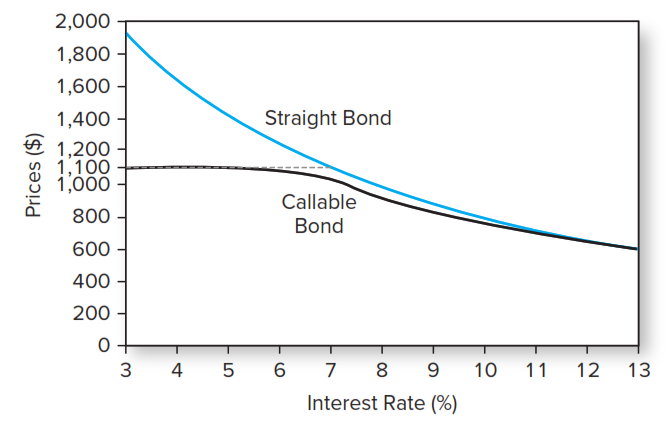 2,000
1,800
1,600
1,400
1,200
1,100
1,000
800
600
400
200
0
Prices ($)
Straight Bond
Callable
Bond
3 4 5 6 7 8 9 10 11 12 13
Interest Rate (%)